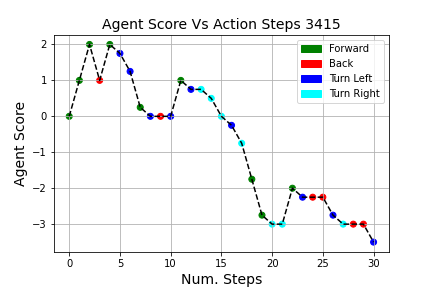 Agent Score Vs Action Steps 3415
Forward
Back
Turn Left
Turn Right
Agent Score
2
1
0
−1
−2
−3
0 5 10 15 20 25 30
Num. Steps